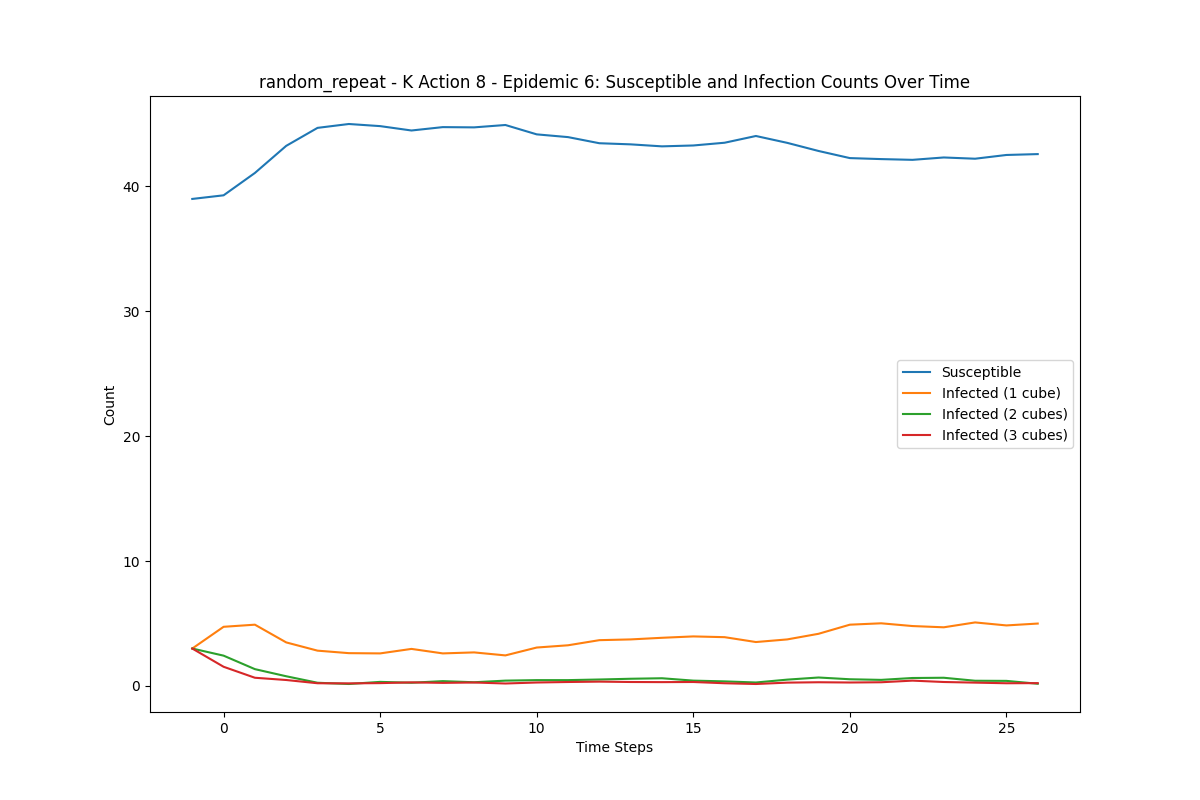 random_repeat - K Action 8 - Epidemic 6: Susceptible and Infection Counts Over Time
Count
40
30
20
10
0
Susceptible
Infected (1 cube)
Infected (2 cubes)
Infected (3 cubes)
0 5 10 15 20 25
Time Steps